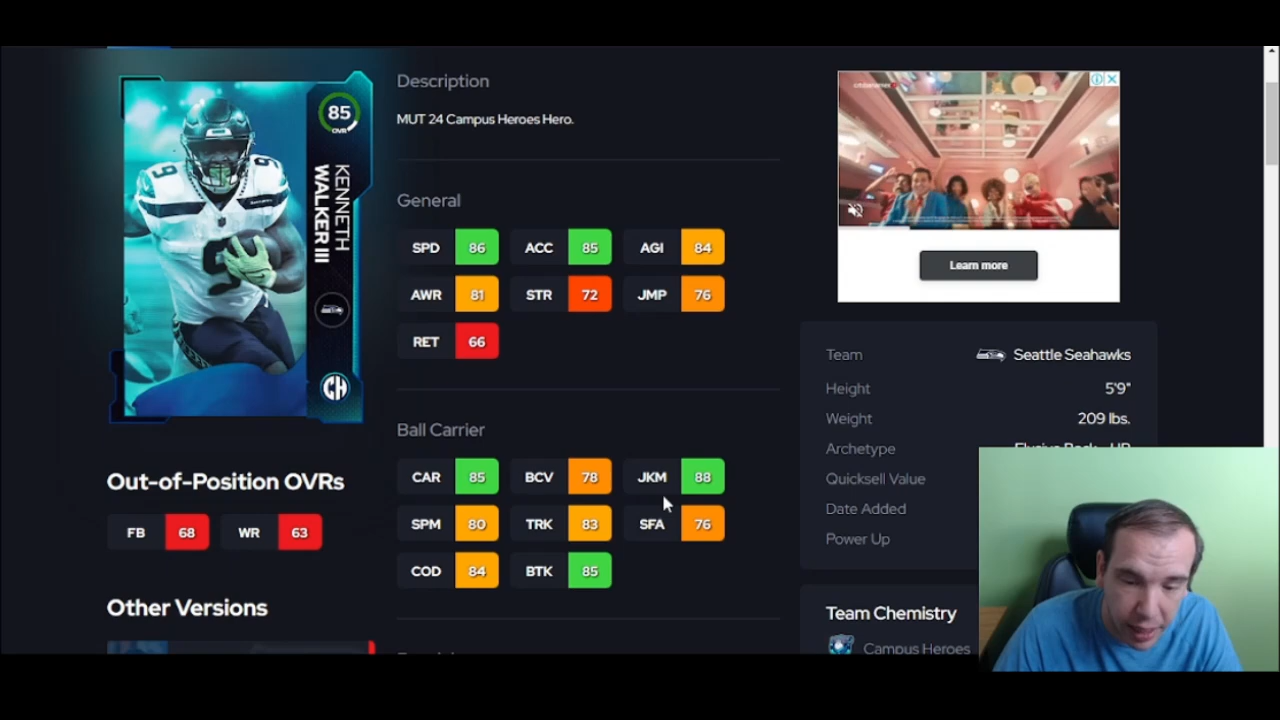 85
OVR
KENNETH
WALKER III
9
9
9
CH
Out-of-Position OVRs
FB 68 WR 63
Other Versions
Description
MUT 24 Campus Heroes Hero.
General
SPD 86 ACC 85 AGI 84
AWR 81 STR 72 JMP 76
RET 66
Ball Carrier
CAR 85 BCV 78 JKM 88
SPM 80 TRK 83 SFA 76
COD 84 BTK 85
Learn more
Team Seattle Seahawks
Height 5'9"
Weight 209 lbs.
Archetype
Quicksell Value
Date Added
Power Up
Team Chemistry
Campus Heroes